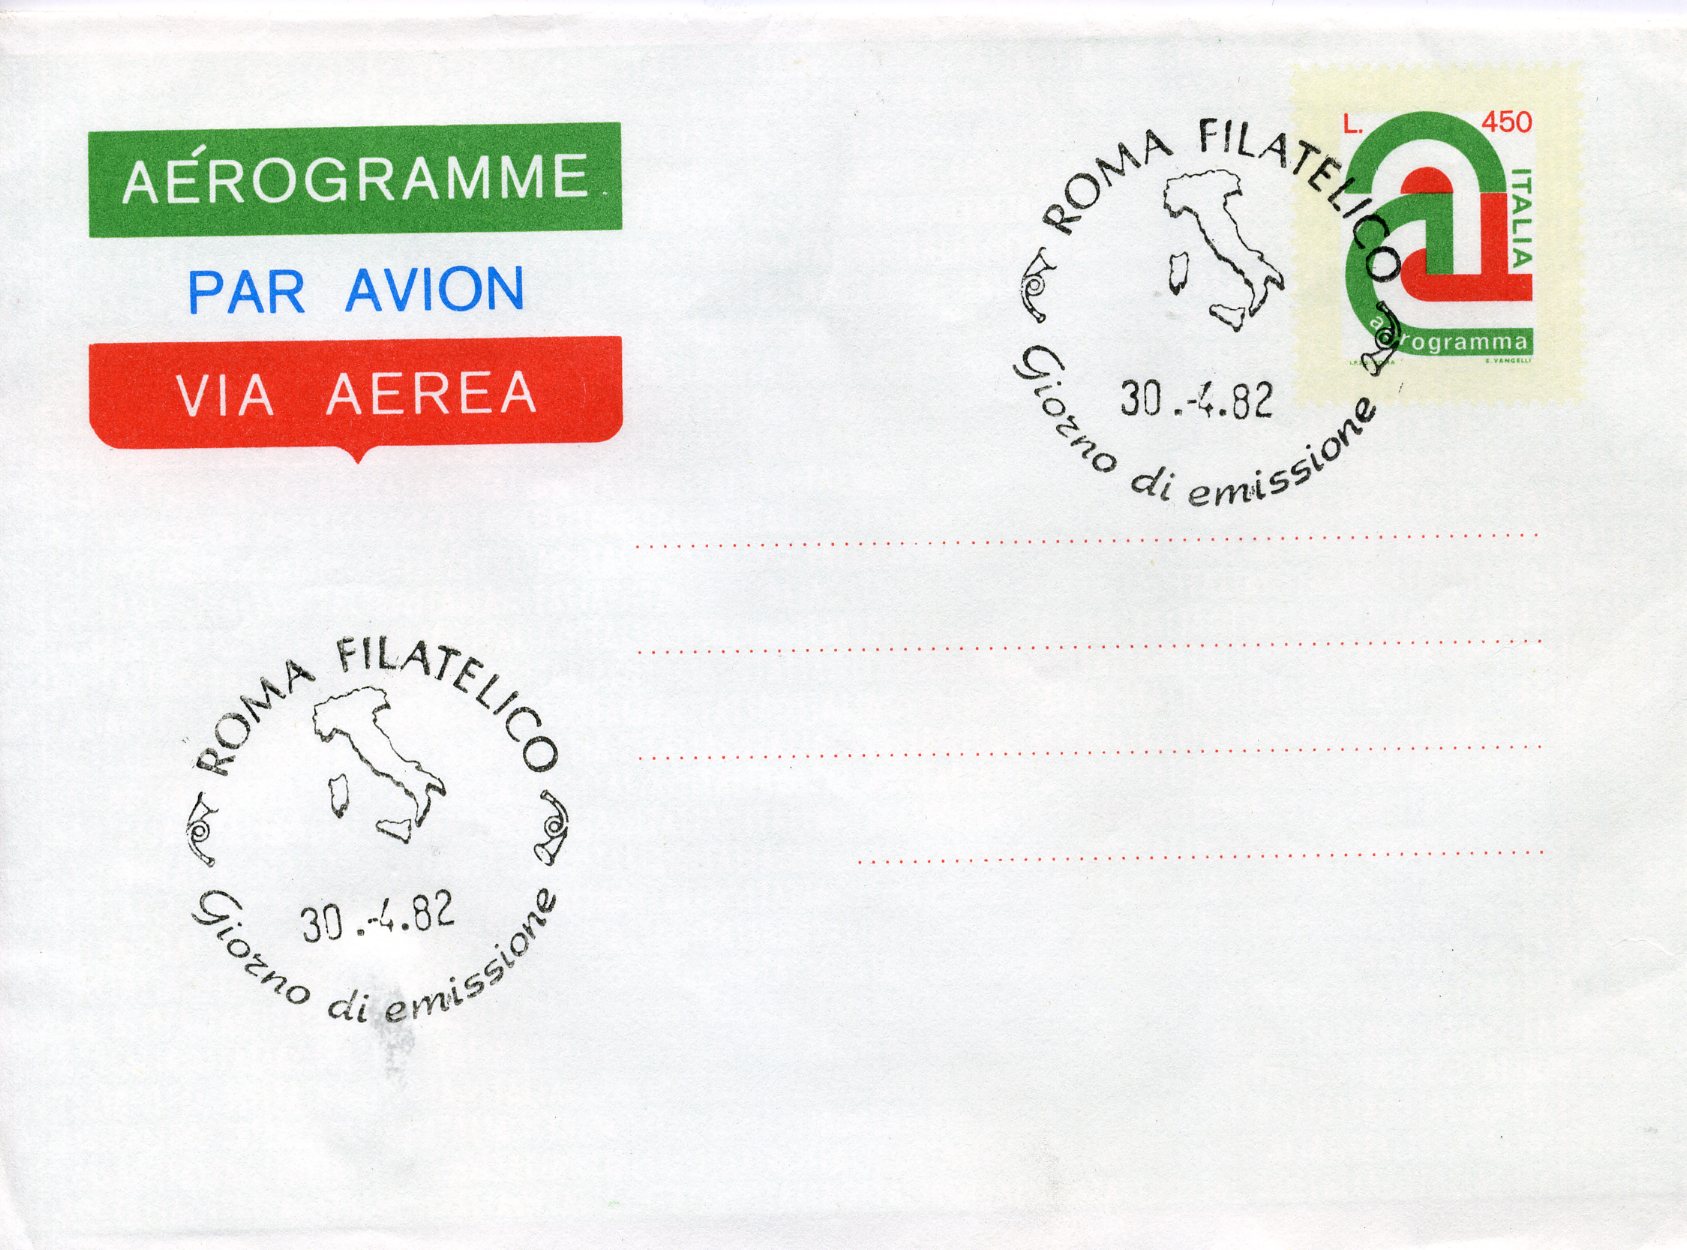 AÉROGRAMME
PAR AVION
VIA AEREA
L. 450
ITALIA
aerogramma
E. VANGELLI
ROMA FILATELICO
30.-4.82
Giorno di emissione
ROMA FILATELICO
30.-4.82
Giorno di emissione